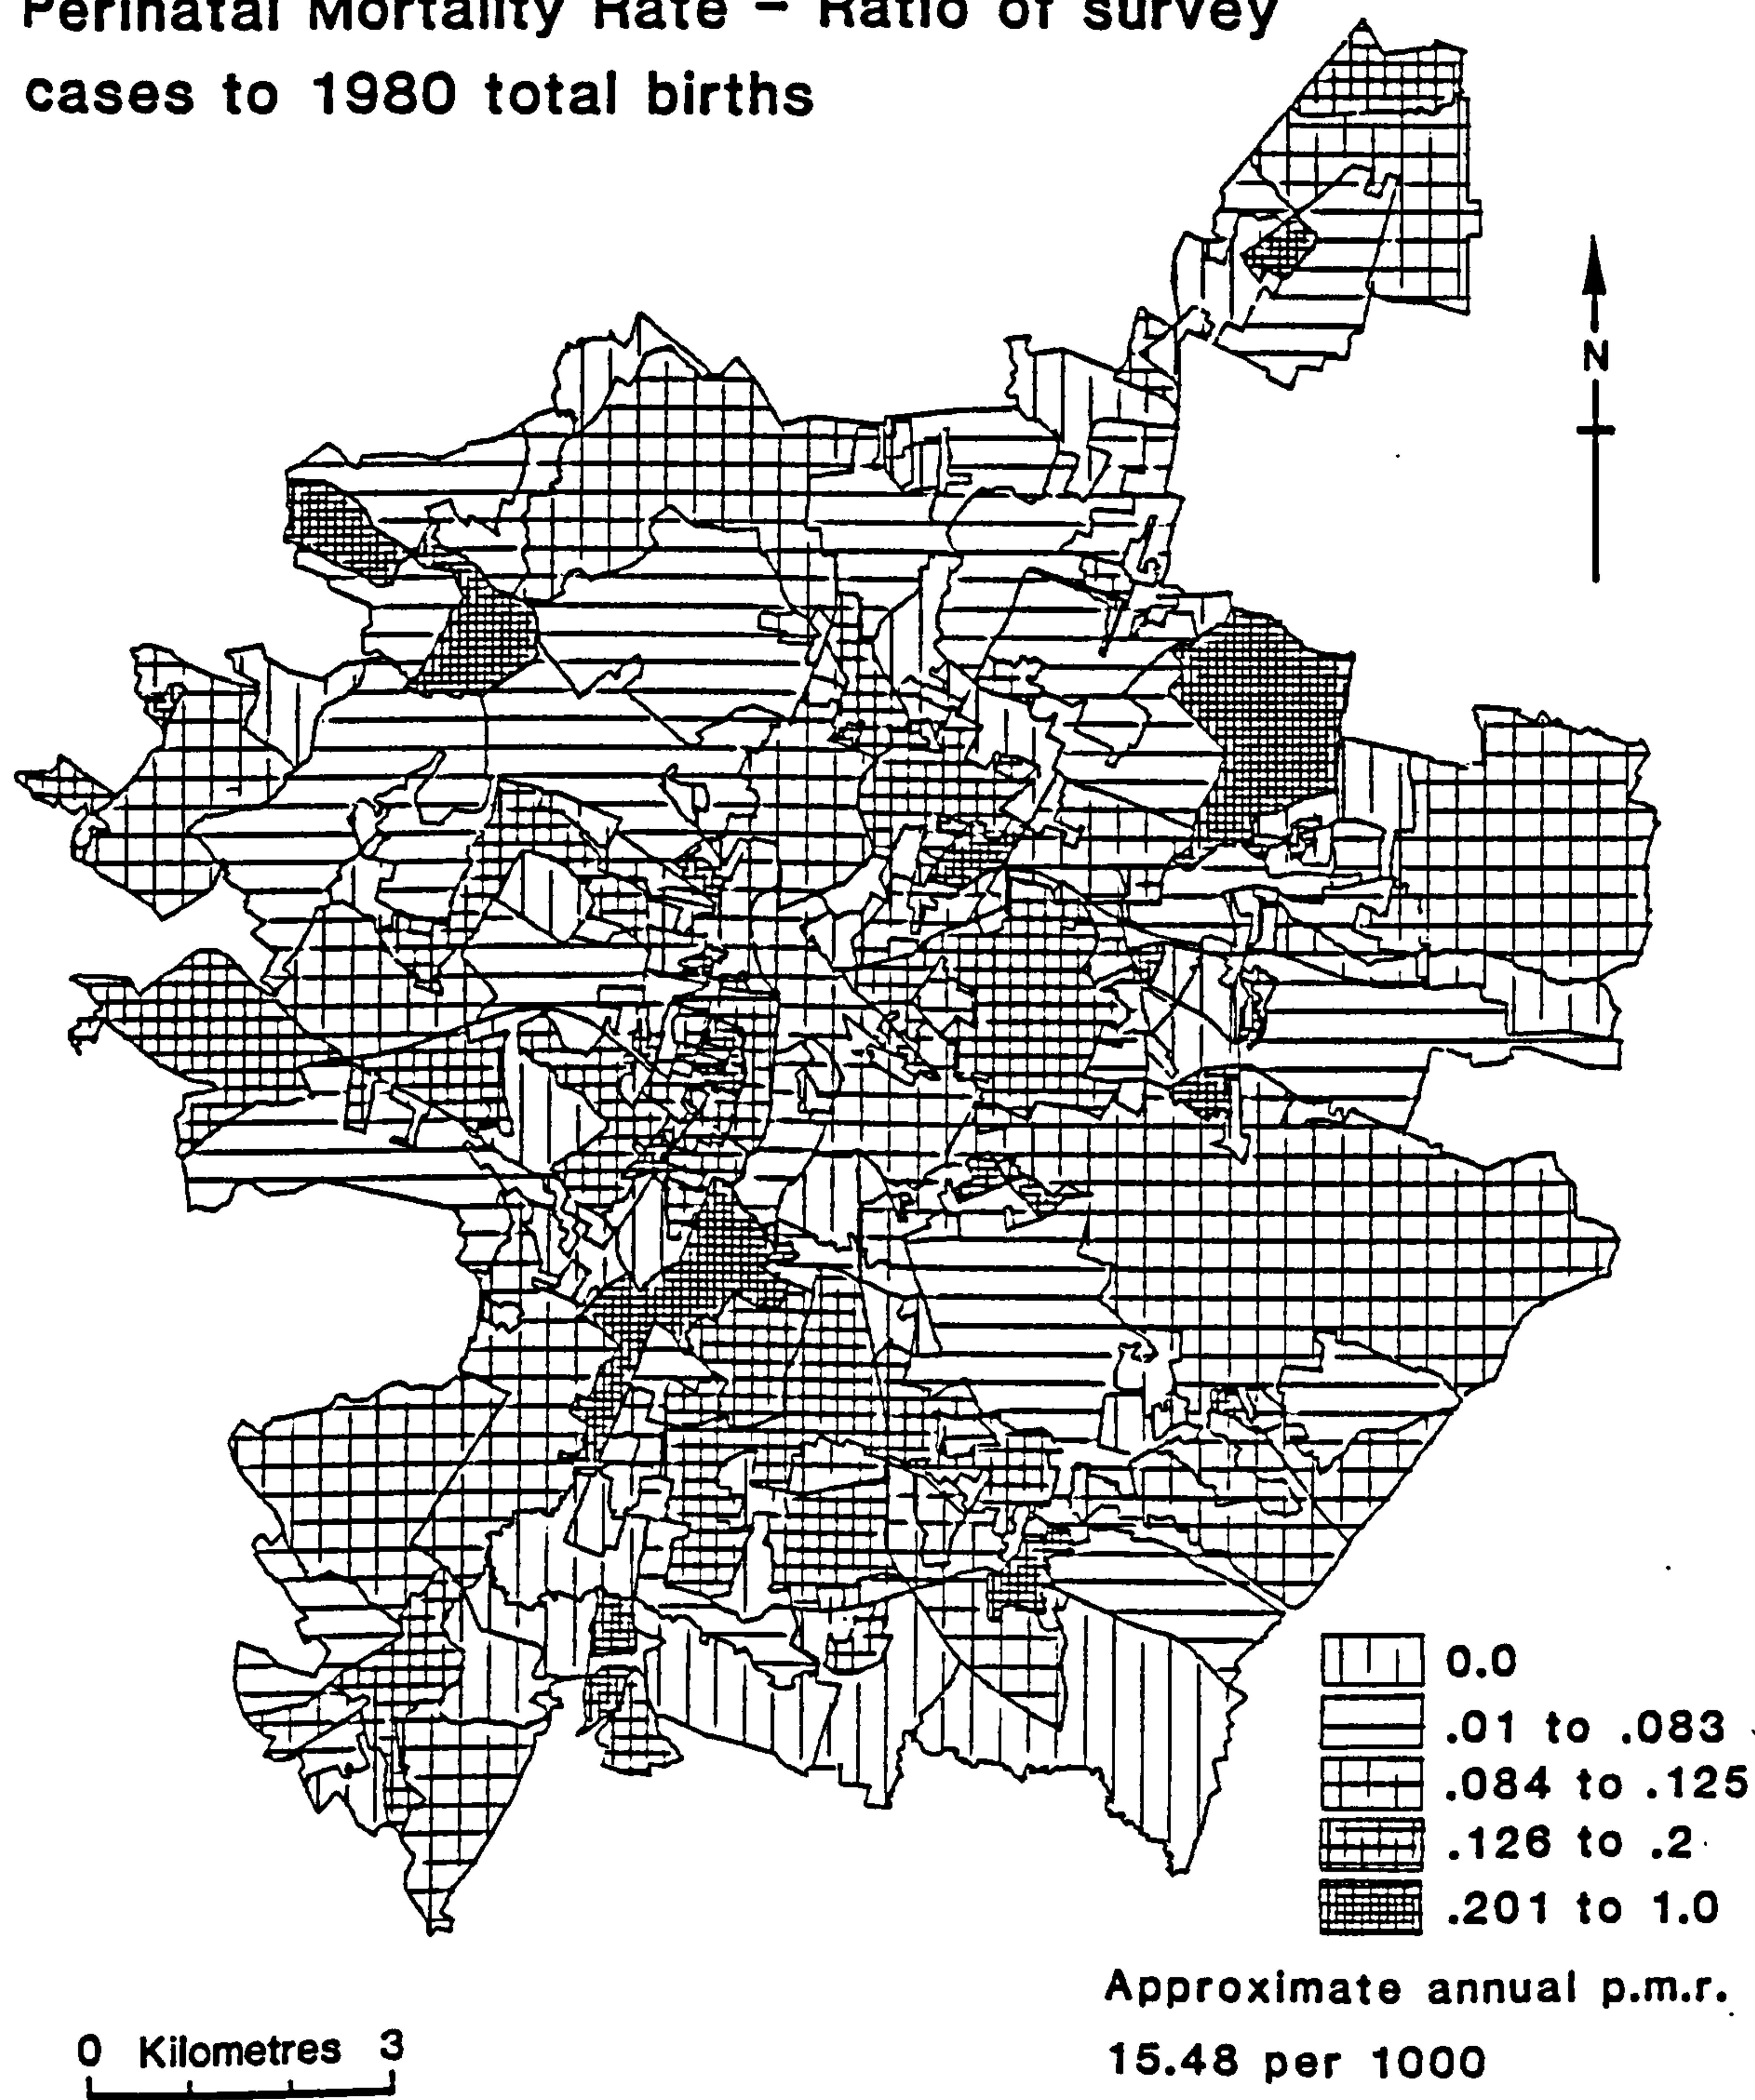 Perinatal Mortality Rate – Ratio of survey
cases to 1980 total births
N
0.0
.01 to .083
.084 to .125
.126 to .2
.201 to 1.0
Approximate annual p.m.r.
15.48 per 1000
0 Kilometres 3